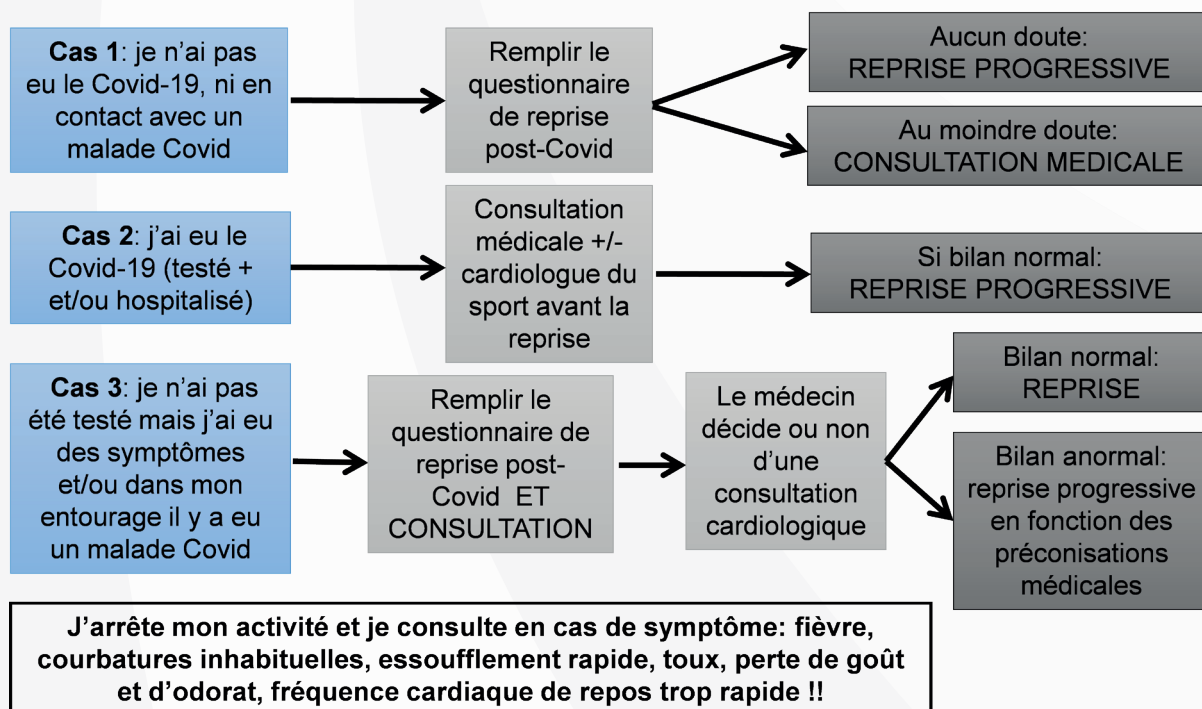 Cas 1: je n'ai pas
eu le Covid-19, ni en
contact avec un
malade Covid
Remplir le
questionnaire
de reprise
post-Covid
Aucun doute:
REPRISE PROGRESSIVE
Au moindre doute:
CONSULTATION MEDICALE
Cas 2: j'ai eu le
Covid-19 (testé +
et/ou hospitalisé)
Consultation
médicale +/-
cardiologue du
sport avant la
reprise
Si bilan normal:
REPRISE PROGRESSIVE
Cas 3: je n'ai pas
été testé mais j'ai eu
des symptômes
et/ou dans mon
entourage il y a eu
un malade Covid
Remplir le
questionnaire de
reprise post-
Covid ET
CONSULTATION
Le médecin
décide ou non
d'une
consultation
cardiologique
Bilan normal:
REPRISE
Bilan anormal:
reprise progressive
en fonction des
préconisations
médicales
J'arrête mon activité et je consulte en cas de symptôme: fièvre,
courbatures inhabituelles, essoufflement rapide, toux, perte de goût
et d'odorat, fréquence cardiaque de repos trop rapide !!